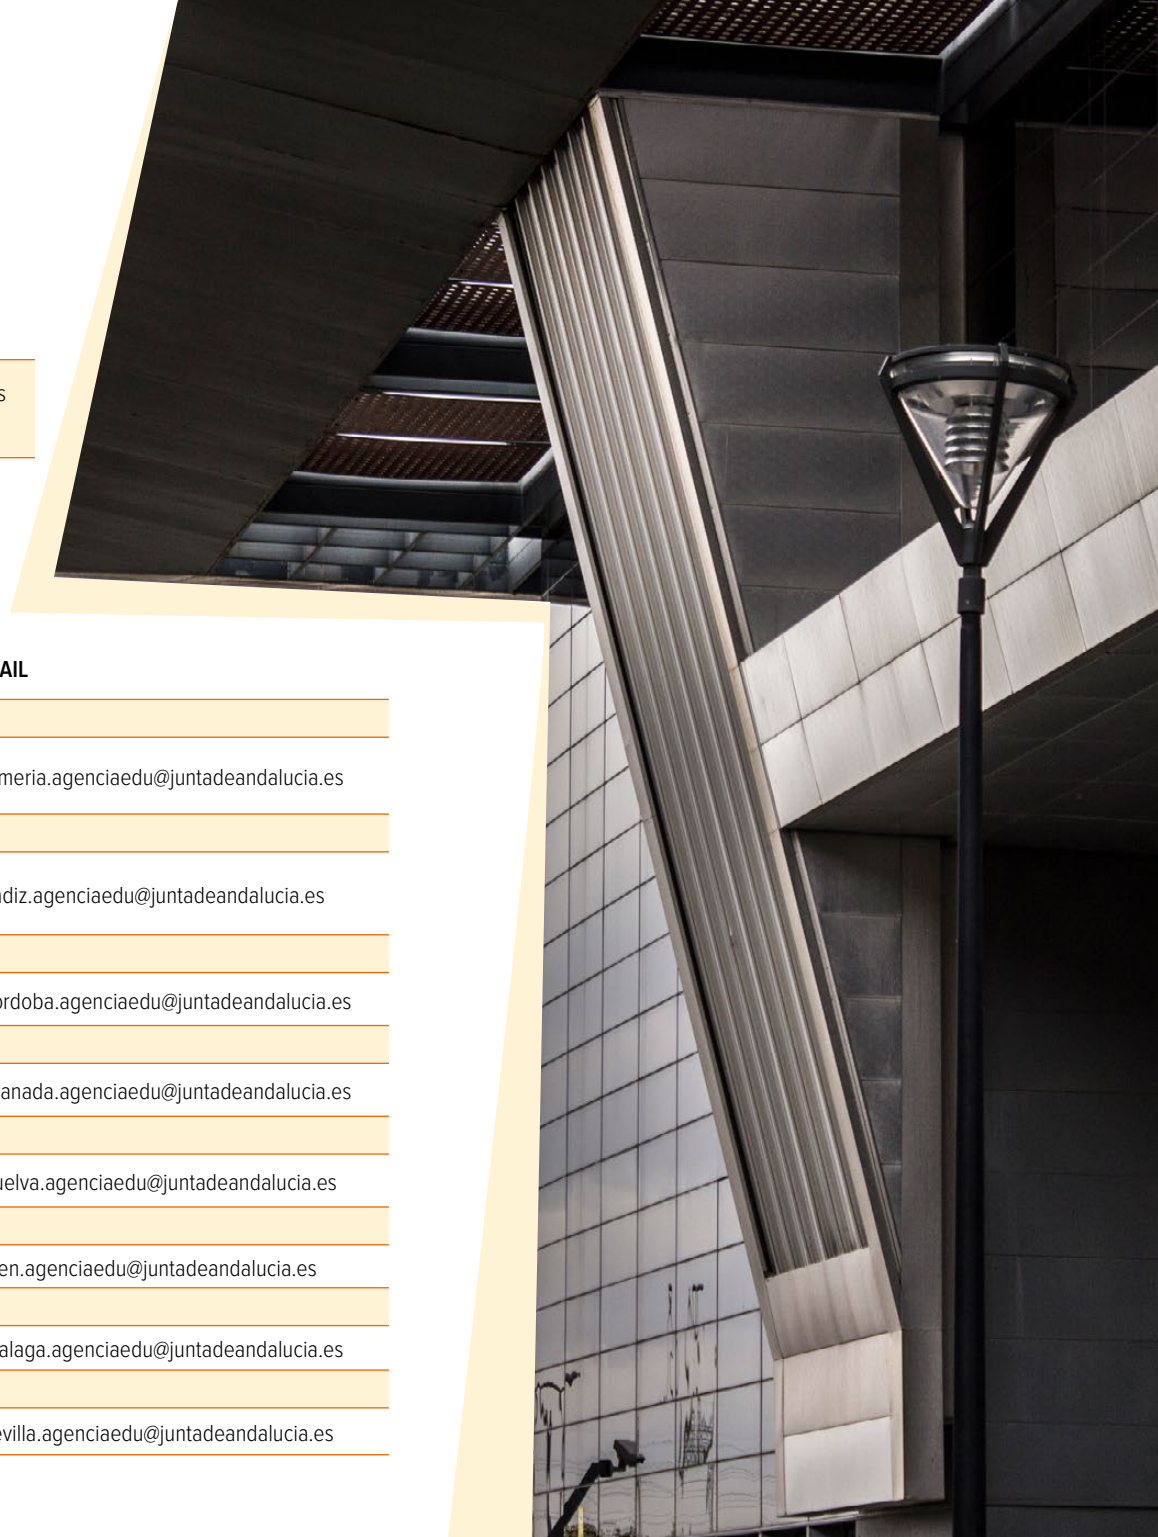 s
AIL
meria.agenciaedu@juntadeandalucia.es
diz.agenciaedu@juntadeandalucia.es
ordoba.agenciaedu@juntadeandalucia.es
anada.agenciaedu@juntadeandalucia.es
uelva.agenciaedu@juntadeandalucia.es
en.agenciaedu@juntadeandalucia.es
alaga.agenciaedu@juntadeandalucia.es
evilla.agenciaedu@juntadeandalucia.es